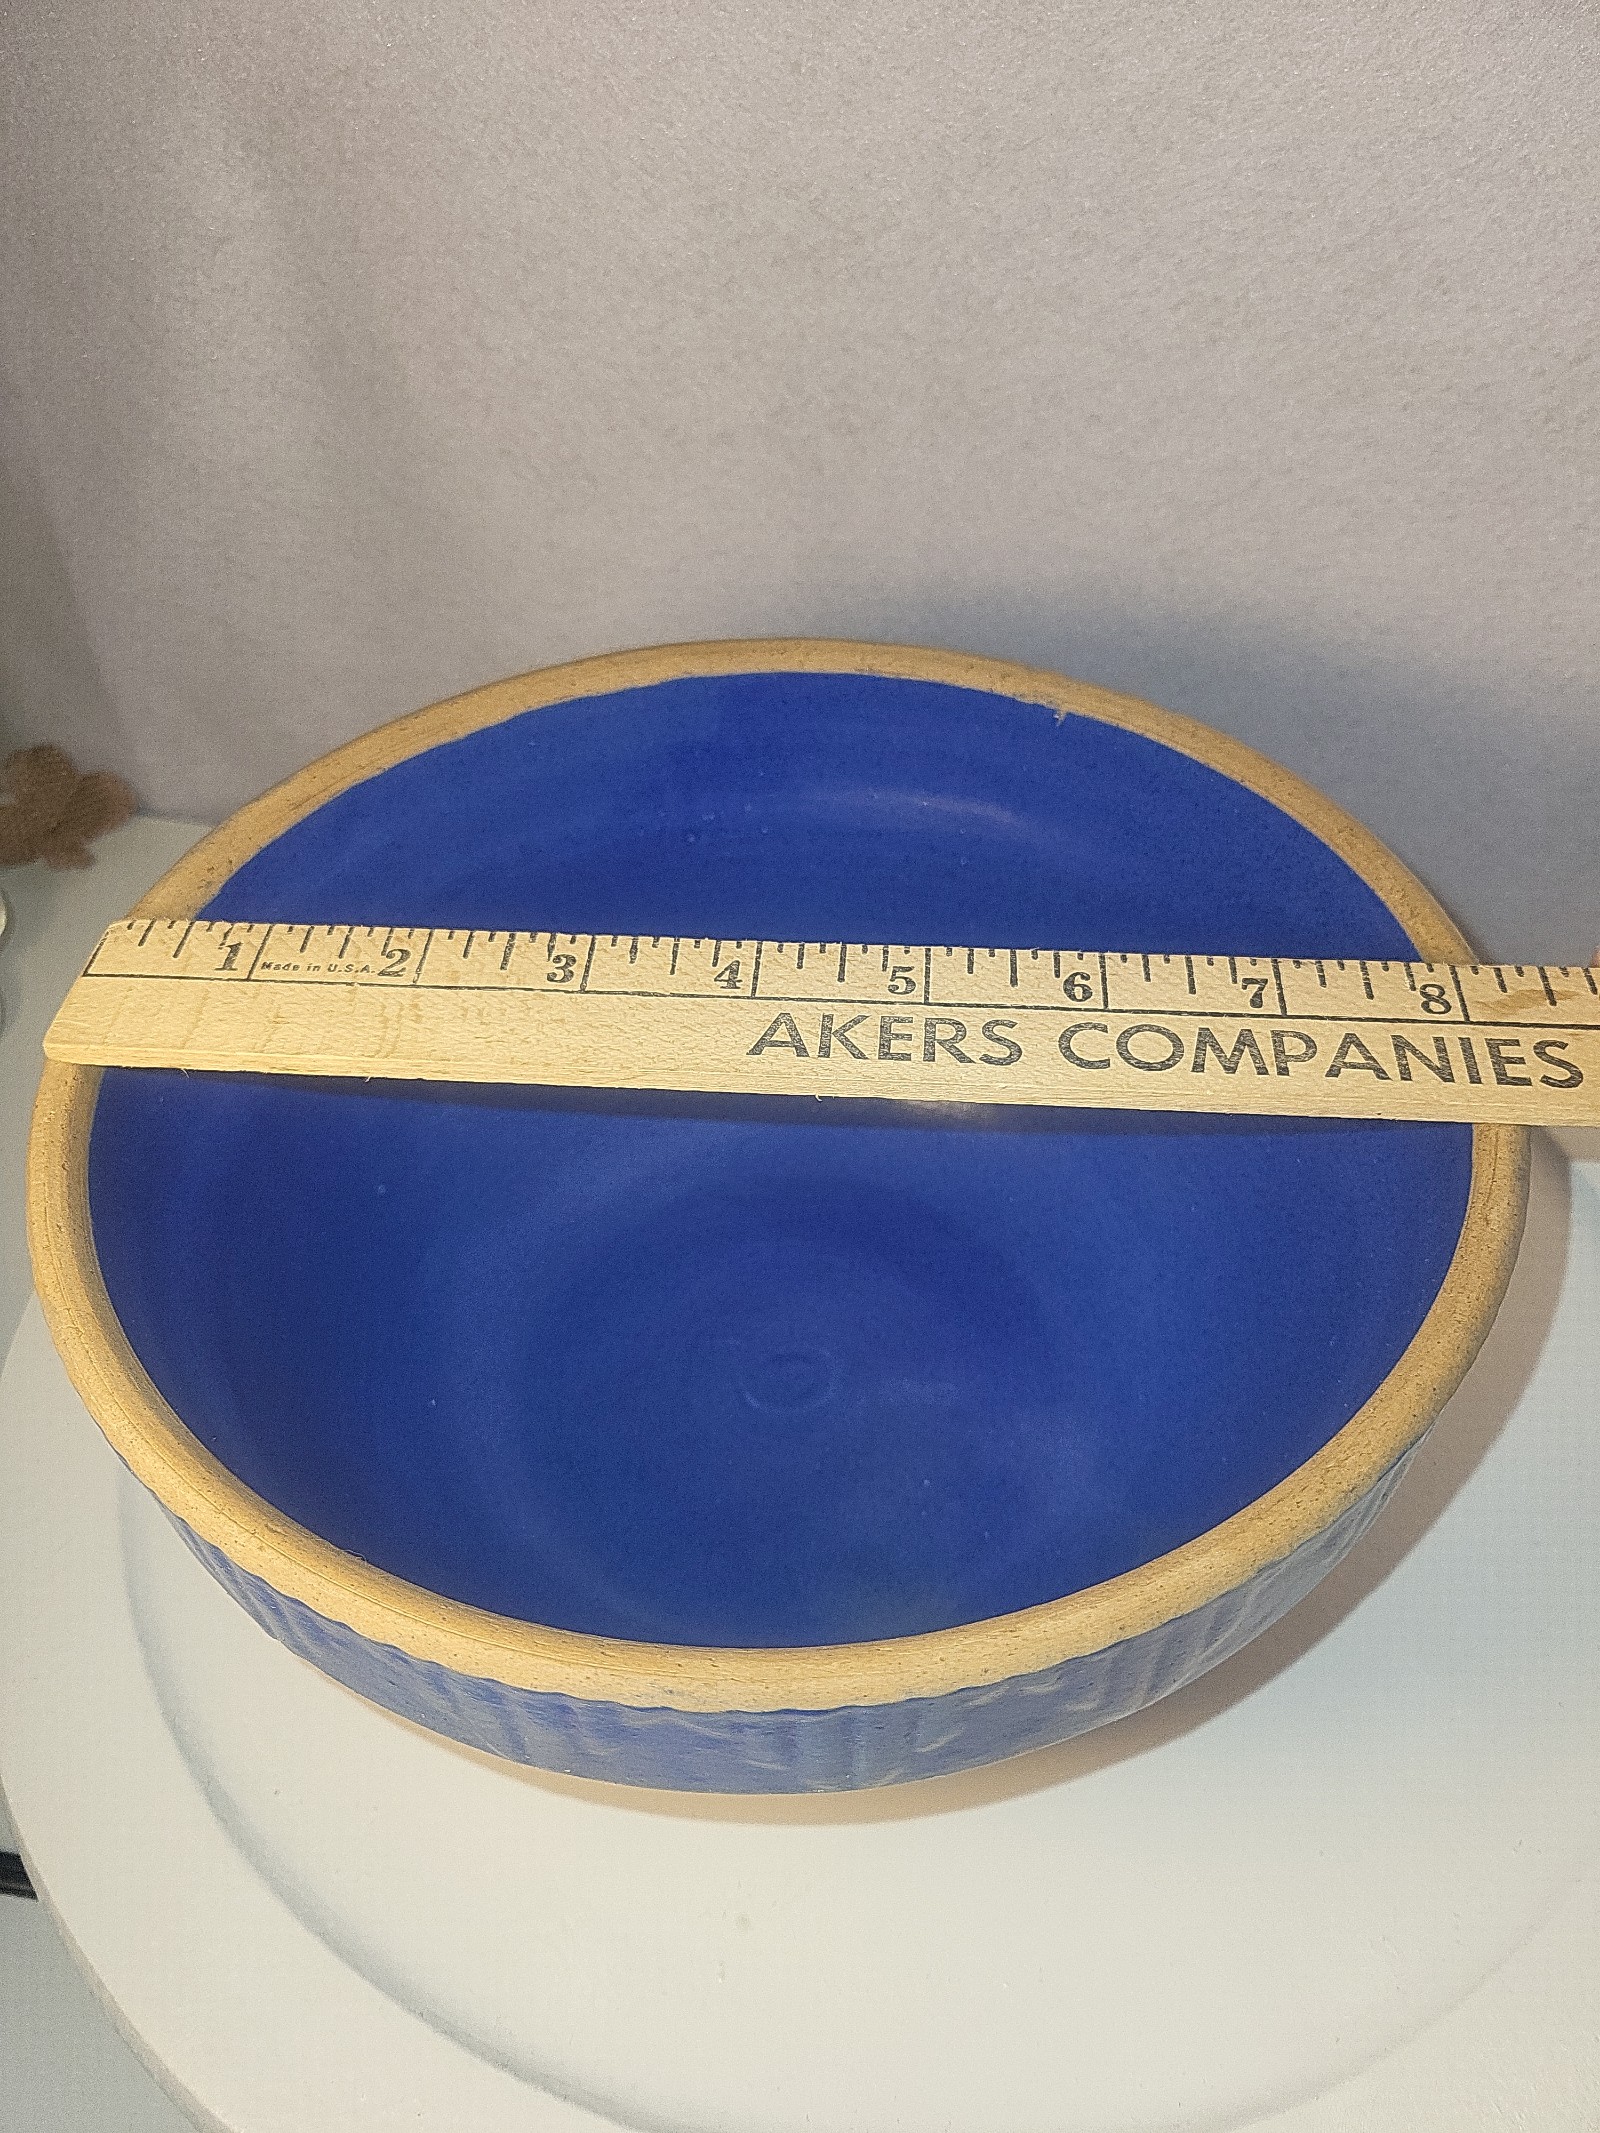 1 Made in U.S.A. 2 3 4 5 6 7 8
AKERS COMPANIES